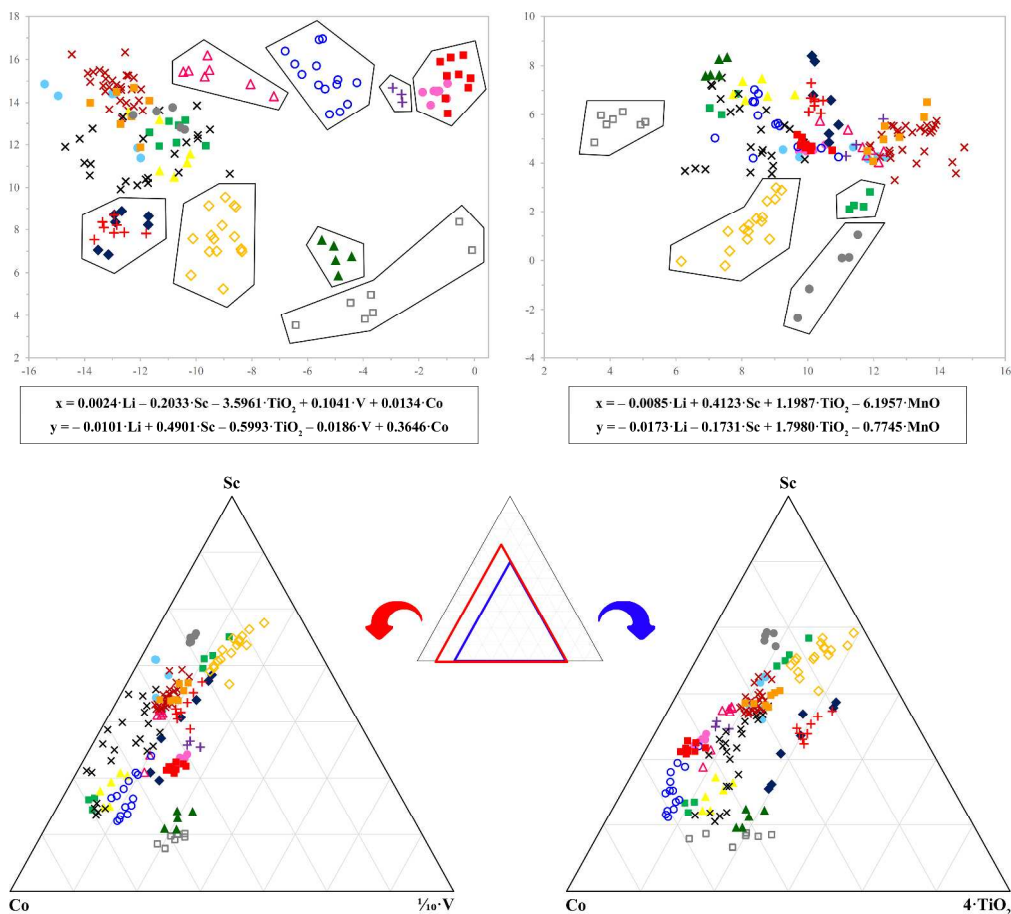 18
16
14
12
10
8
6
4
2
-16 -14 -12 -10 -8 -6 -4 -2 0
x = 0.0024·Li – 0.2033·Sc – 3.5961·TiO₂ + 0.1041·V + 0.0134·Co
y = – 0.0101·Li + 0.4901·Sc – 0.5993·TiO₂ – 0.0186·V + 0.3646·Co
10
8
6
4
2
0
-2
-4
2 4 6 8 10 12 14 16
x = – 0.0085·Li + 0.4123·Sc + 1.1987·TiO₂ – 6.1957·MnO
y = – 0.0173·Li – 0.1731·Sc + 1.7980·TiO₂ – 0.7745·MnO
Sc
Co
⅒·V
Sc
Co
4·TiO₂